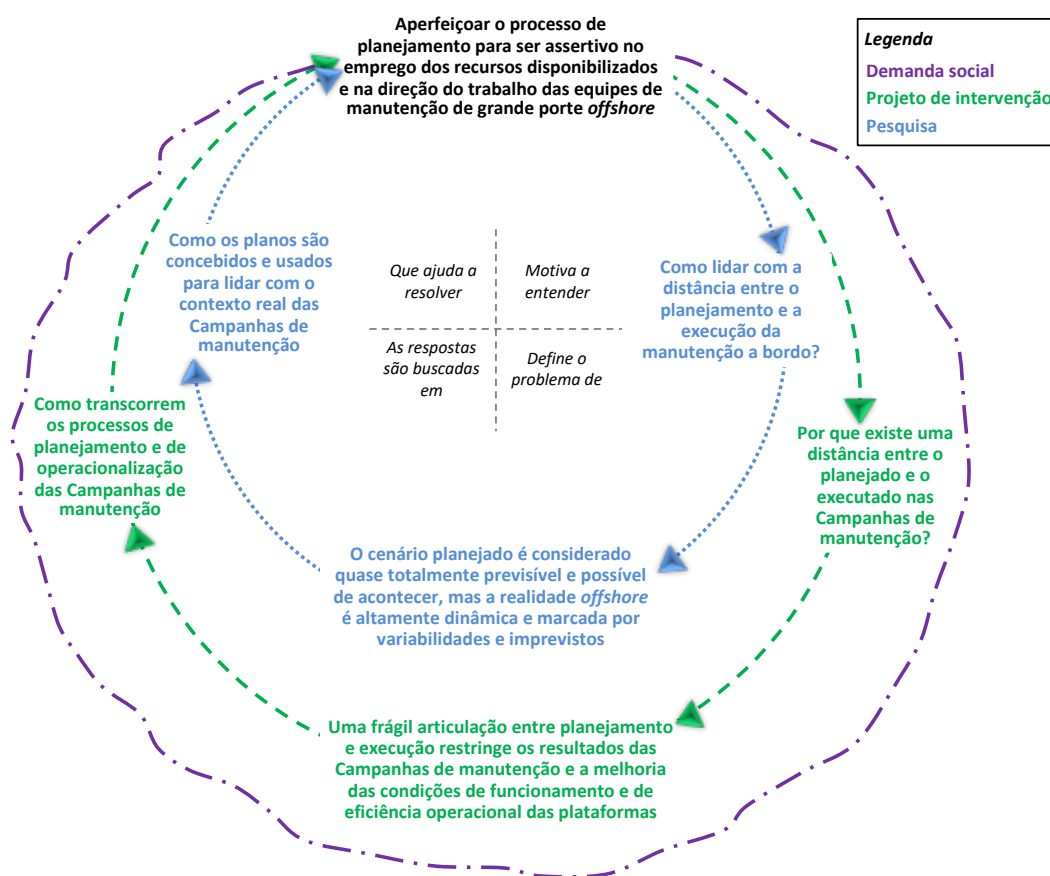 Aperfeiçoar o processo de
planejamento para ser assertivo no
emprego dos recursos disponibilizados
e na direção do trabalho das equipes de
manutenção de grande porte offshore
Legenda
Demanda social
Projeto de intervenção
Pesquisa
Como os planos são
concebidos e usados
para lidar com o
contexto real das
Campanhas de
manutenção
Que ajuda a
resolver
Motiva a
entender
As respostas
são buscadas
em
Define o
problema de
Como lidar com a
distância entre o
planejamento e a
execução da
manutenção a bordo?
Como transcorrem
os processos de
planejamento e de
operacionalização
das Campanhas de
manutenção
Por que existe uma
distância entre o
planejado e o
executado nas
Campanhas de
manutenção?
O cenário planejado é considerado
quase totalmente previsível e possível
de acontecer, mas a realidade offshore
é altamente dinâmica e marcada por
variabilidades e imprevistos
Uma frágil articulação entre planejamento
e execução restringe os resultados das
Campanhas de manutenção e a melhoria
das condições de funcionamento e de
eficiência operacional das plataformas